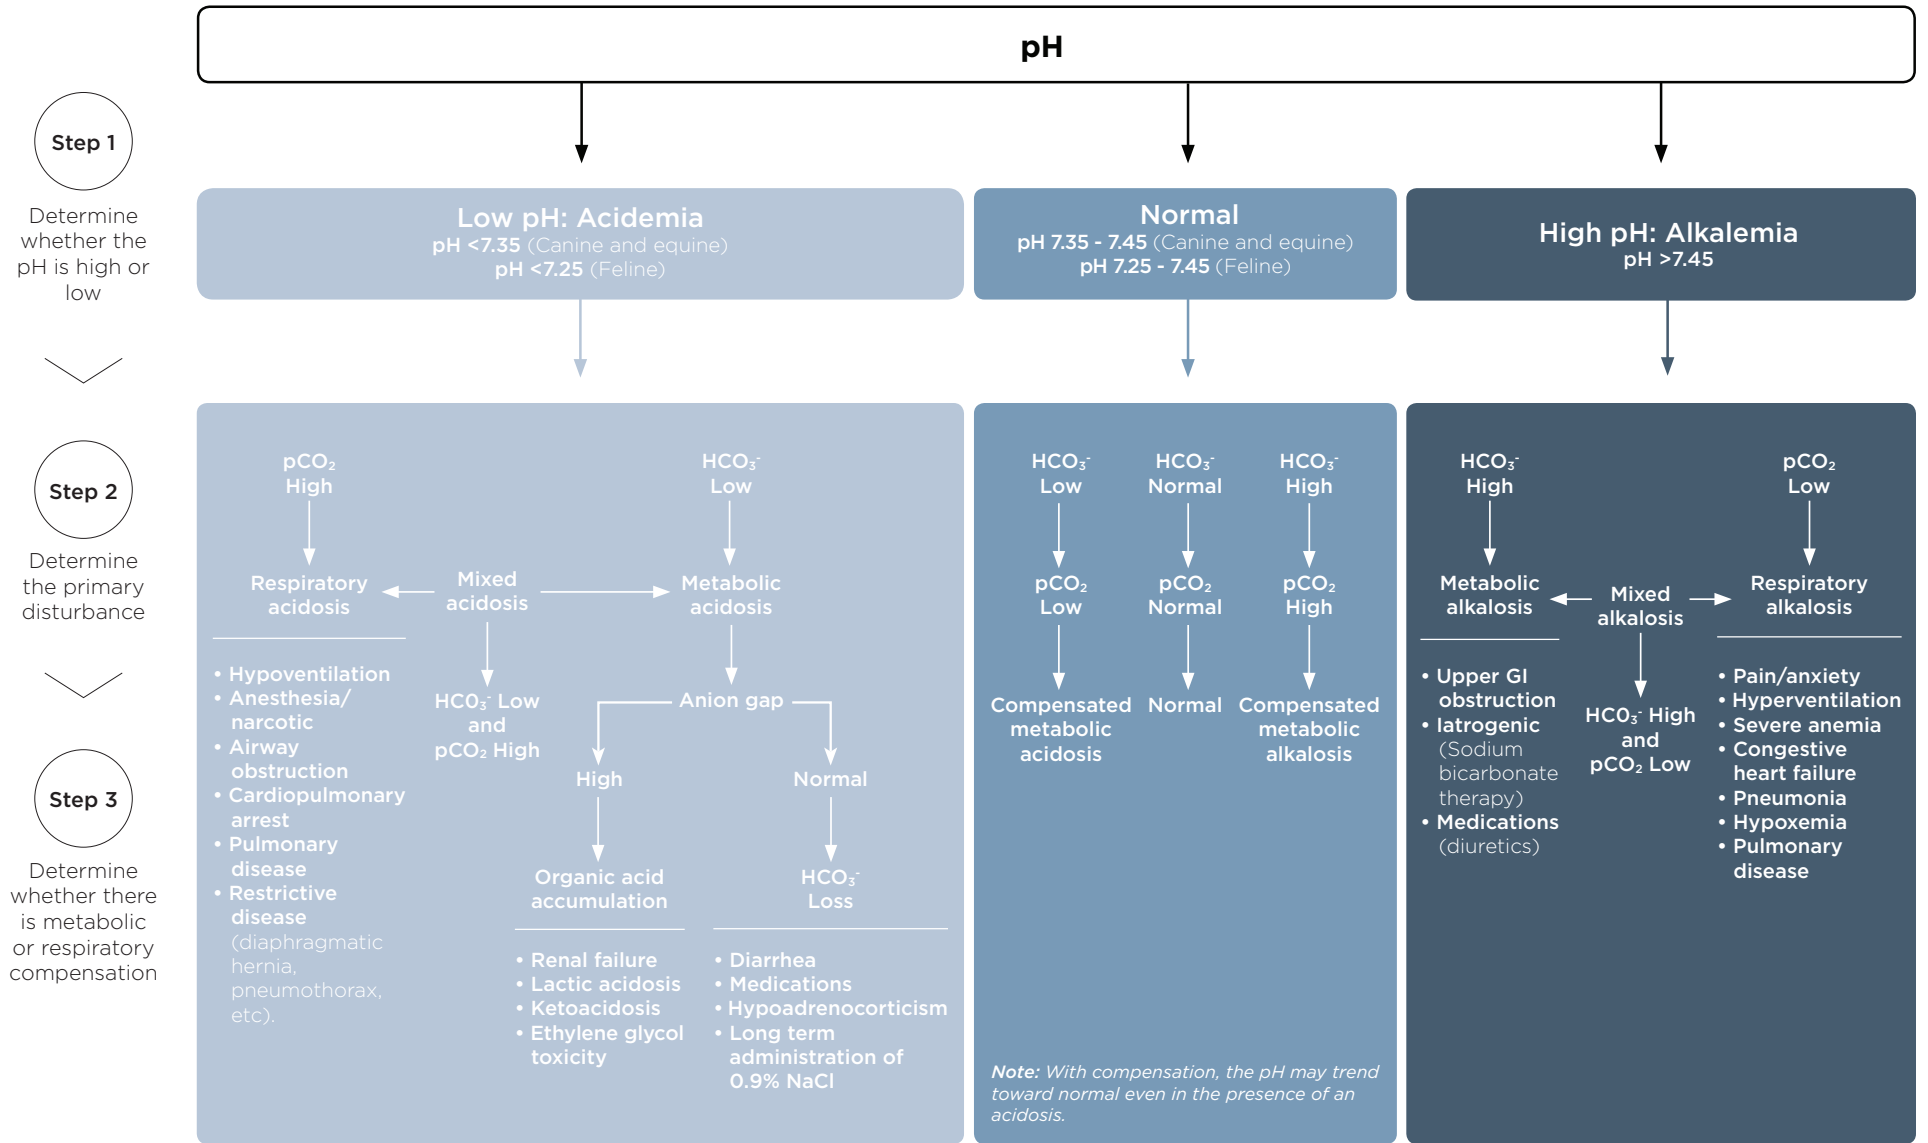 pH
Step 1
Determine
whether the
pH is high or
low
Step 2
Determine
the primary
disturbance
Step 3
Determine
whether there
is metabolic
or respiratory
compensation
Low pH: Acidemia
pH <7.35 (Canine and equine)
pH <7.25 (Feline)
pCO₂
High
Respiratory
acidosis
• Hypoventilation
• Anesthesia/
narcotic
• Airway
obstruction
• Cardiopulmonary
arrest
• Pulmonary
disease
• Restrictive
disease
(diaphragmatic
hernia,
pneumothorax,
etc).
Mixed
acidosis
HC0₃⁻ Low
and
pCO₂ High
HCO₃⁻
Low
Metabolic
acidosis
Anion gap
High
Organic acid
accumulation
• Renal failure
• Lactic acidosis
• Ketoacidosis
• Ethylene glycol
toxicity
Normal
HCO₃⁻
Loss
• Diarrhea
• Medications
• Hypoadrenocorticism
• Long term
administration of
0.9% NaCl
Normal
pH 7.35 - 7.45 (Canine and equine)
pH 7.25 - 7.45 (Feline)
HCO₃⁻
Low
pCO₂
Low
Compensated
metabolic
acidosis
HCO₃⁻
Normal
pCO₂
Normal
Normal
HCO₃⁻
High
pCO₂
High
Compensated
metabolic
alkalosis
Note: With compensation, the pH may trend
toward normal even in the presence of an
acidosis.
High pH: Alkalemia
pH >7.45
HCO₃⁻
High
Metabolic
alkalosis
• Upper GI
obstruction
• Iatrogenic
(Sodium
bicarbonate
therapy)
• Medications
(diuretics)
Mixed
alkalosis
HC0₃⁻ High
and
pCO₂ Low
pCO₂
Low
Respiratory
alkalosis
• Pain/anxiety
• Hyperventilation
• Severe anemia
• Congestive
heart failure
• Pneumonia
• Hypoxemia
• Pulmonary
disease